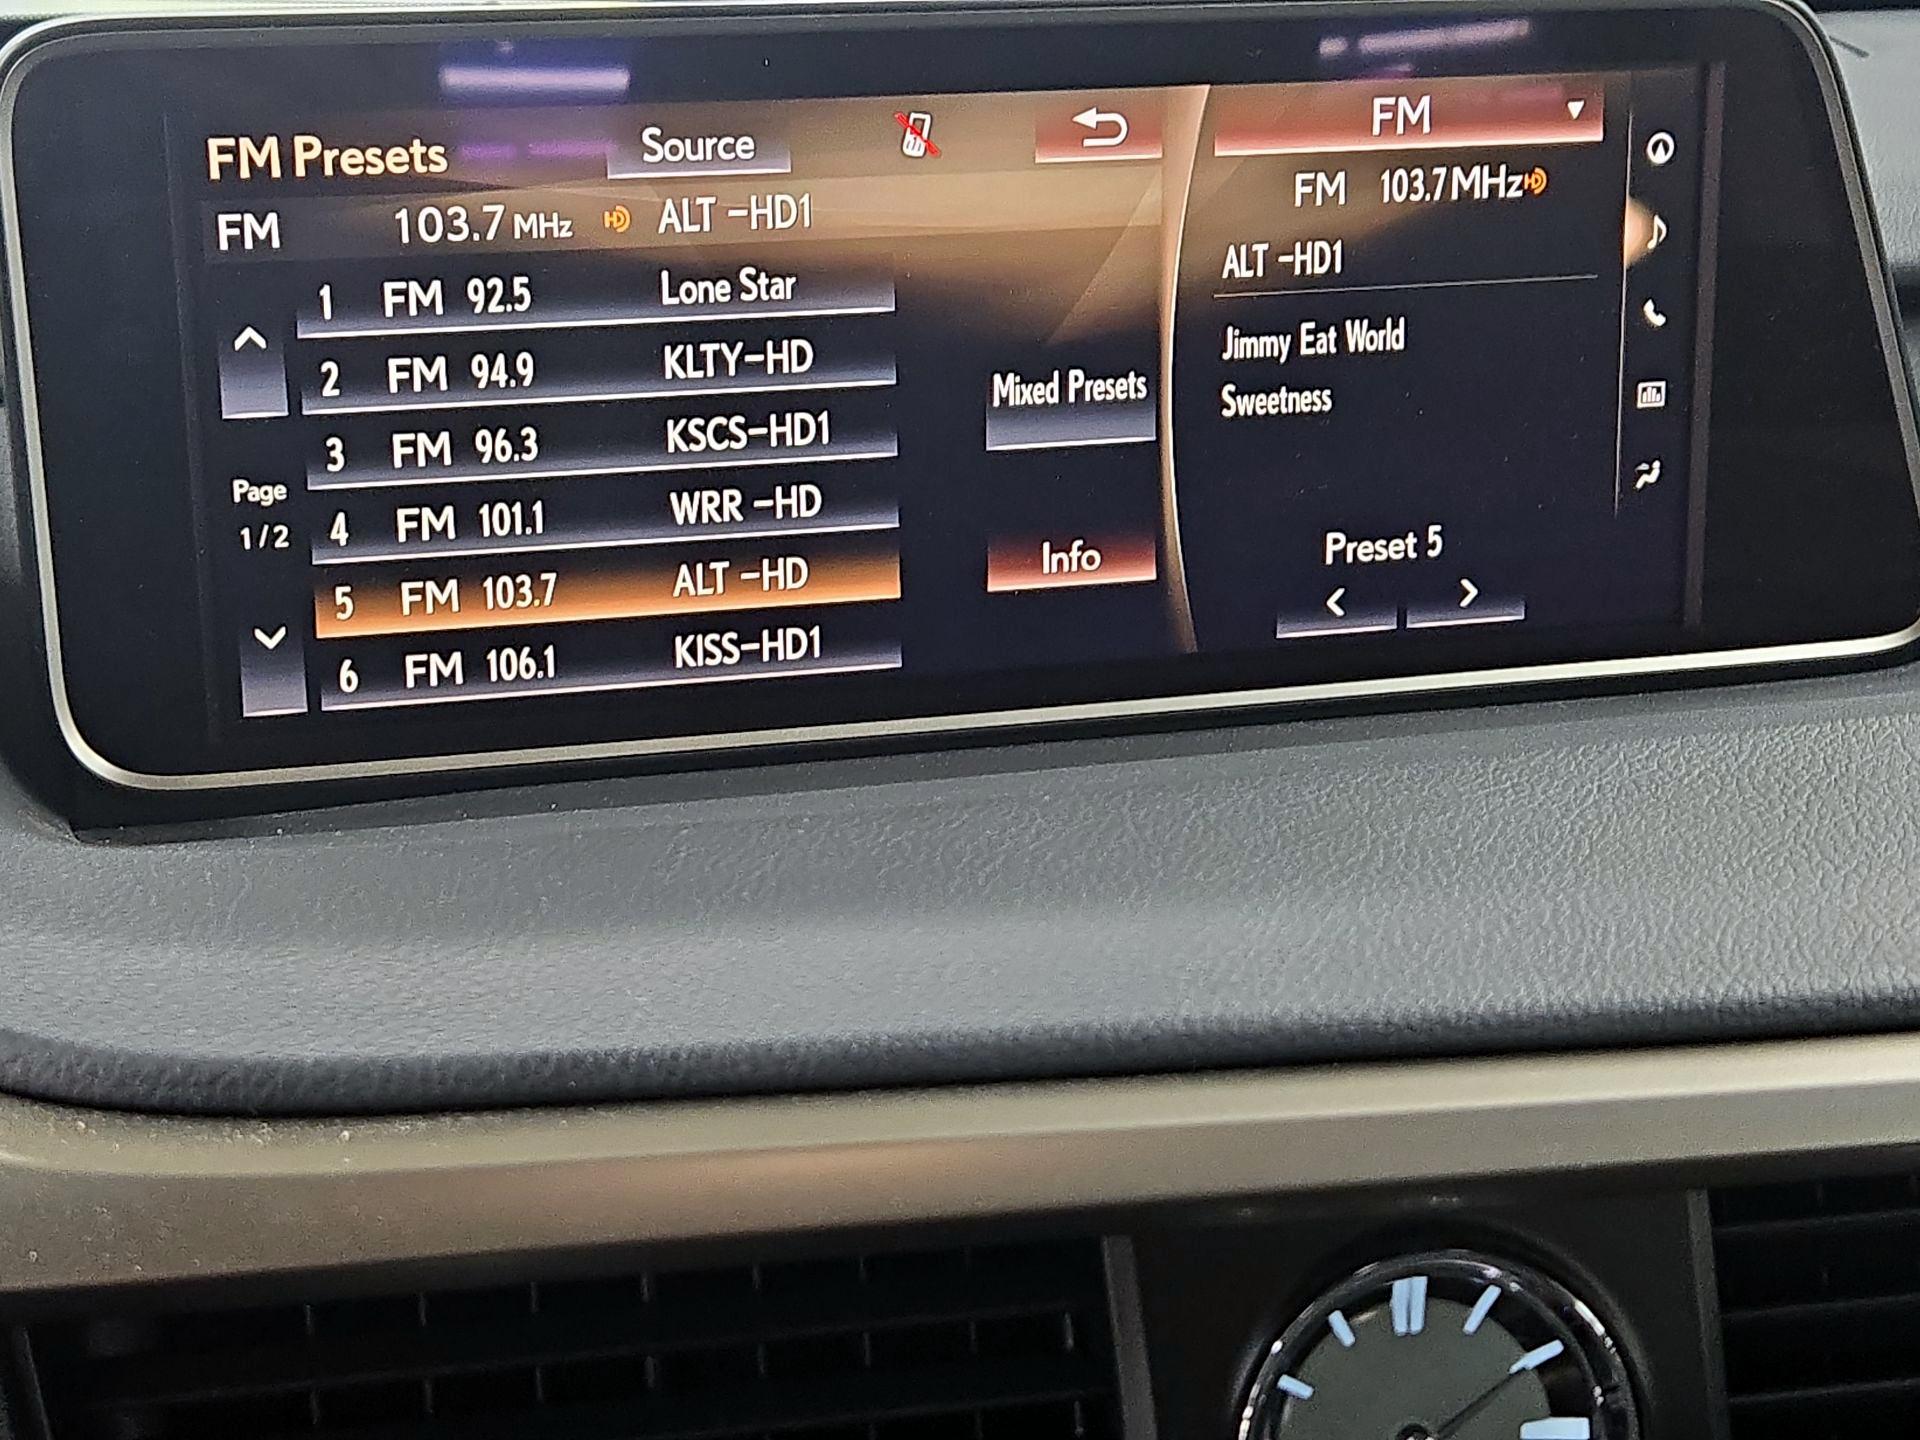 FM Presets Source
FM 103.7 MHz HD ALT -HD1
1 FM 92.5 Lone Star
2 FM 94.9 KLTY-HD
3 FM 96.3 KSCS-HD1
4 FM 101.1 WRR -HD
5 FM 103.7 ALT -HD
6 FM 106.1 KISS-HD1
Page
1/2
Mixed Presets
Info
FM
FM 103.7MHz HD
ALT -HD1
Jimmy Eat World
Sweetness
Preset 5